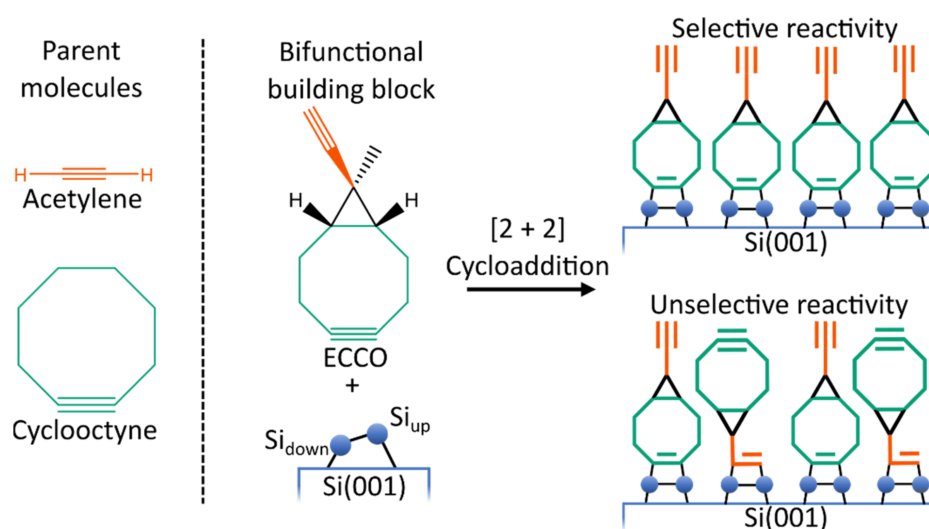 Parent
molecules
H H
Acetylene
Cyclooctyne
Bifunctional
building block
H H
ECCO
+
Si_down Si_up
Si(001)
[2 + 2]
Cycloaddition
Selective reactivity
Si(001)
Unselective reactivity
Si(001)